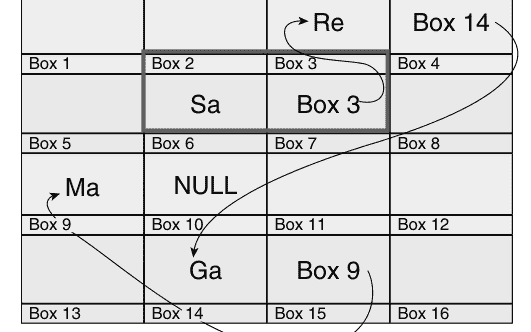 Re Box 14
Box 1 Box 2 Box 3 Box 4
Sa Box 3
Box 5 Box 6 Box 7 Box 8
Ma NULL
Box 9 Box 10 Box 11 Box 12
Ga Box 9
Box 13 Box 14 Box 15 Box 16